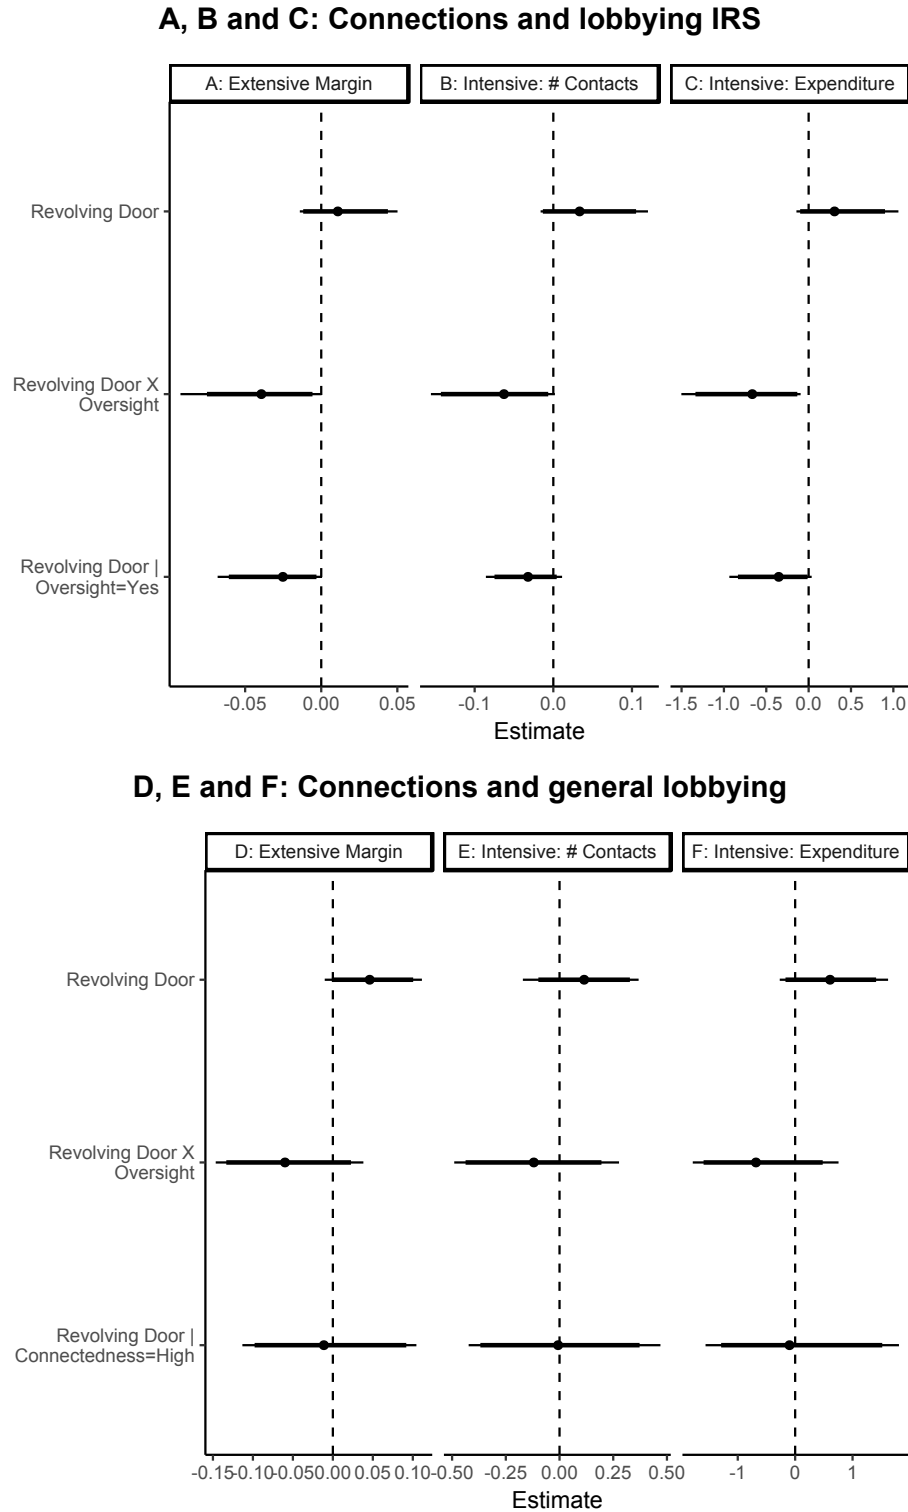 A, B and C: Connections and lobbying IRS
A: Extensive Margin
B: Intensive: # Contacts
C: Intensive: Expenditure
Revolving Door
Revolving Door X
Oversight
Revolving Door |
Oversight=Yes
-0.05 0.00 0.05
-0.1 0.0 0.1
-1.5 -1.0 -0.5 0.0 0.5 1.0
Estimate
D, E and F: Connections and general lobbying
D: Extensive Margin
E: Intensive: # Contacts
F: Intensive: Expenditure
Revolving Door
Revolving Door X
Oversight
Revolving Door |
Connectedness=High
-0.15 -0.10 -0.05 0.00 0.05 0.10
-0.50 -0.25 0.00 0.25 0.50
-1 0 1
Estimate